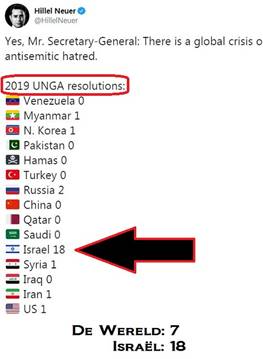 Hillel Neuer
@HillelNeuer
Yes, Mr. Secretary-General: There is a global crisis o
antisemitic hatred.
2019 UNGA resolutions:
Venezuela 0
Myanmar 1
N. Korea 1
Pakistan 0
Hamas 0
Turkey 0
Russia 2
China 0
Qatar 0
Saudi 0
Israel 18
Syria 1
Iraq 0
Iran 1
US 1
De Wereld: 7
Israël: 18